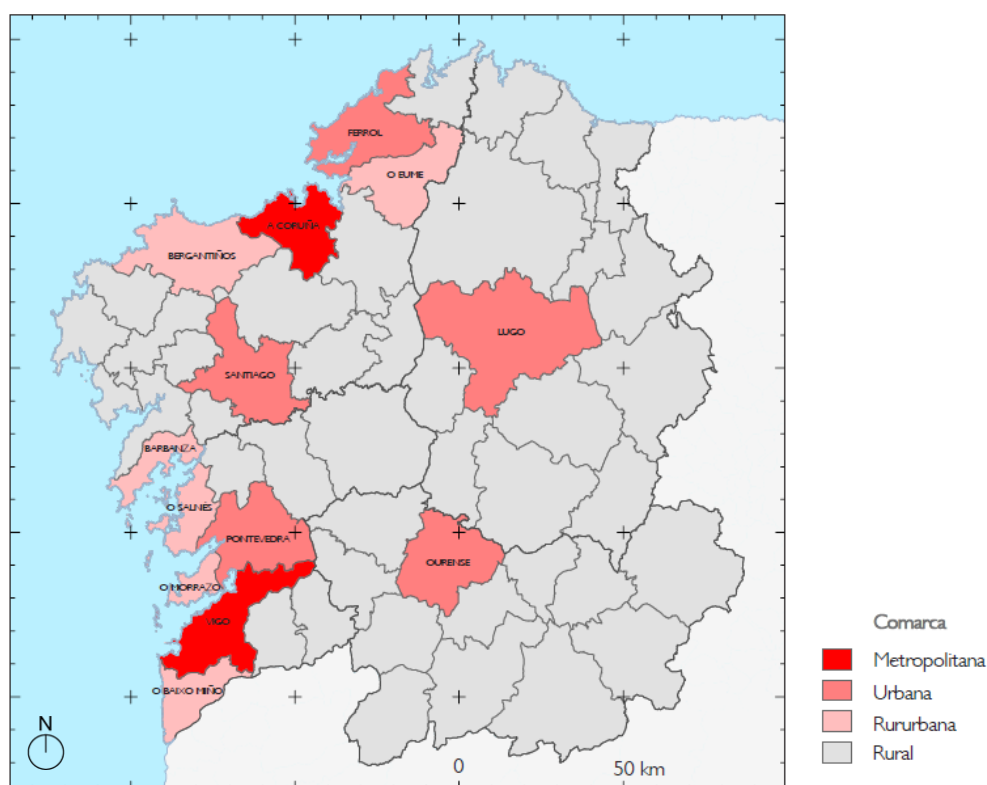 FERROL
O EUME
A CORUÑA
BERGANTIÑOS
LUGO
SANTIAGO
BARBANZA
O SALNÉS
PONTEVEDRA
OURENSE
O MORRAZO
VIGO
O BAIXO MIÑO
N
0 50 km
Comarca
Metropolitana
Urbana
Rururbana
Rural